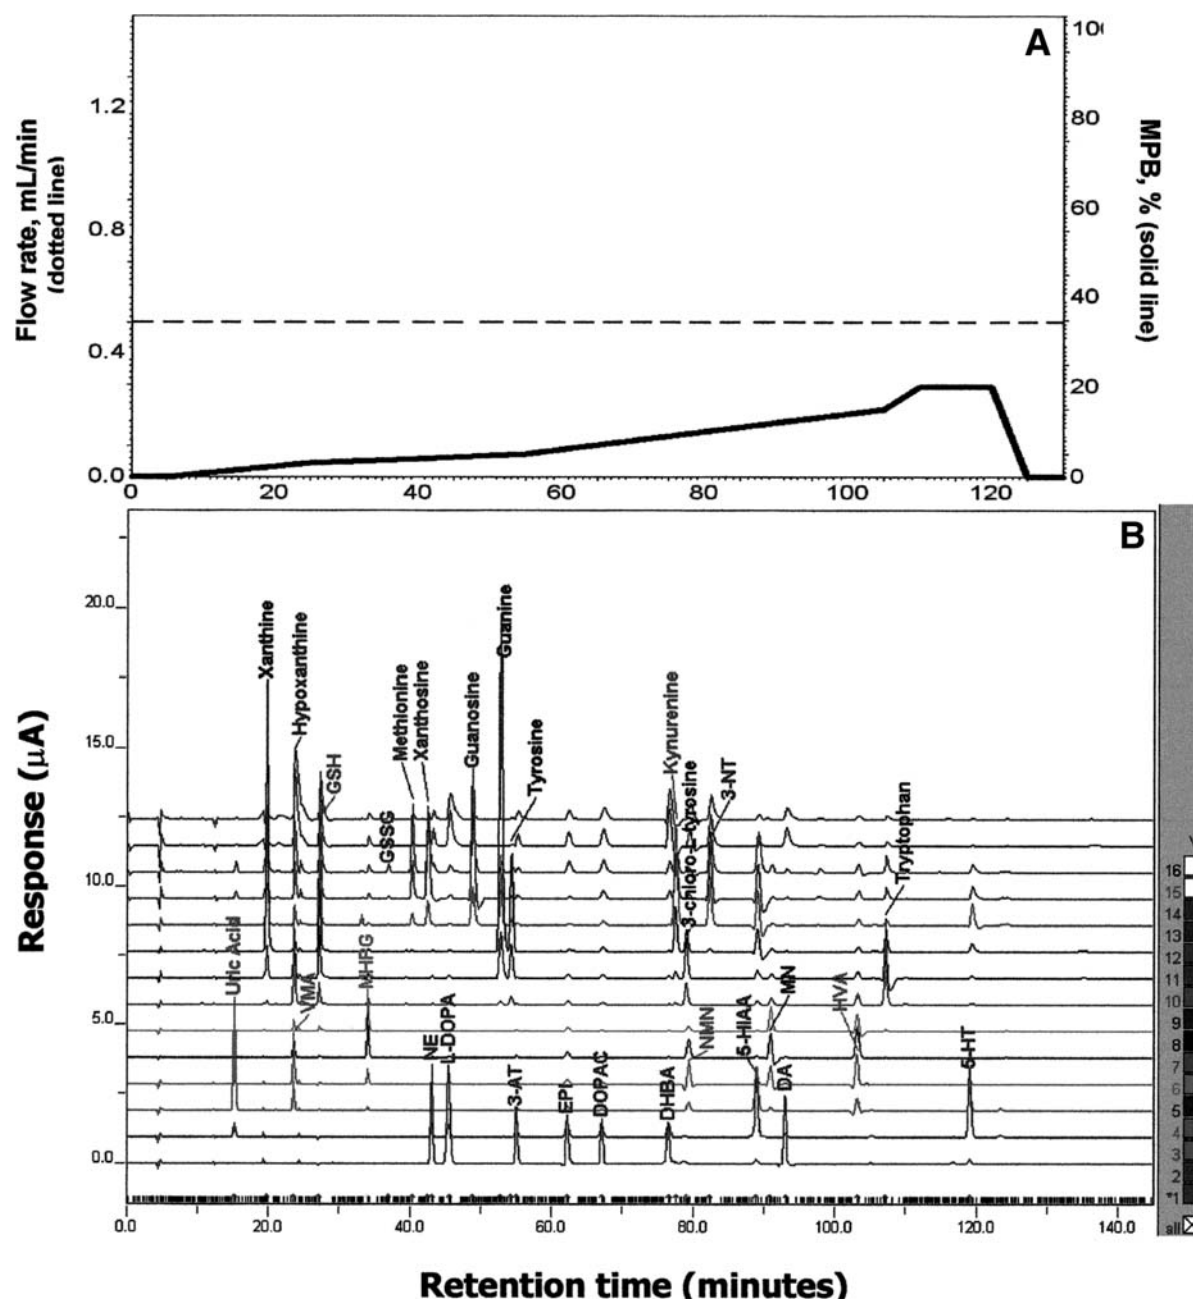 A
Flow rate, mL/min
(dotted line)
1.2
0.8
0.4
0.0
10
80
60
40
20
0
MPB, % (solid line)
0 20 40 60 80 100 120
B
Response (µA)
20.0
15.0
10.0
5.0
0.0
Xanthine
Hypoxanthine
GSH
GSSG
Methionine
Xanthosine
Guanosine
Guanine
Tyrosine
Kynurenine
3-chloro-L-tyrosine
3-NT
Tryptophan
Uric Acid
VMA
MHPG
NE
L-DOPA
3-AT
EPI
DOPAC
DHBA
NMN
5-HIAA
MN
DA
HVA
5-HT
16
15
14
13
12
11
10
9
8
7
6
5
4
3
2
*1
all
0.0 20.0 40.0 60.0 80.0 100.0 120.0 140.0
Retention time (minutes)